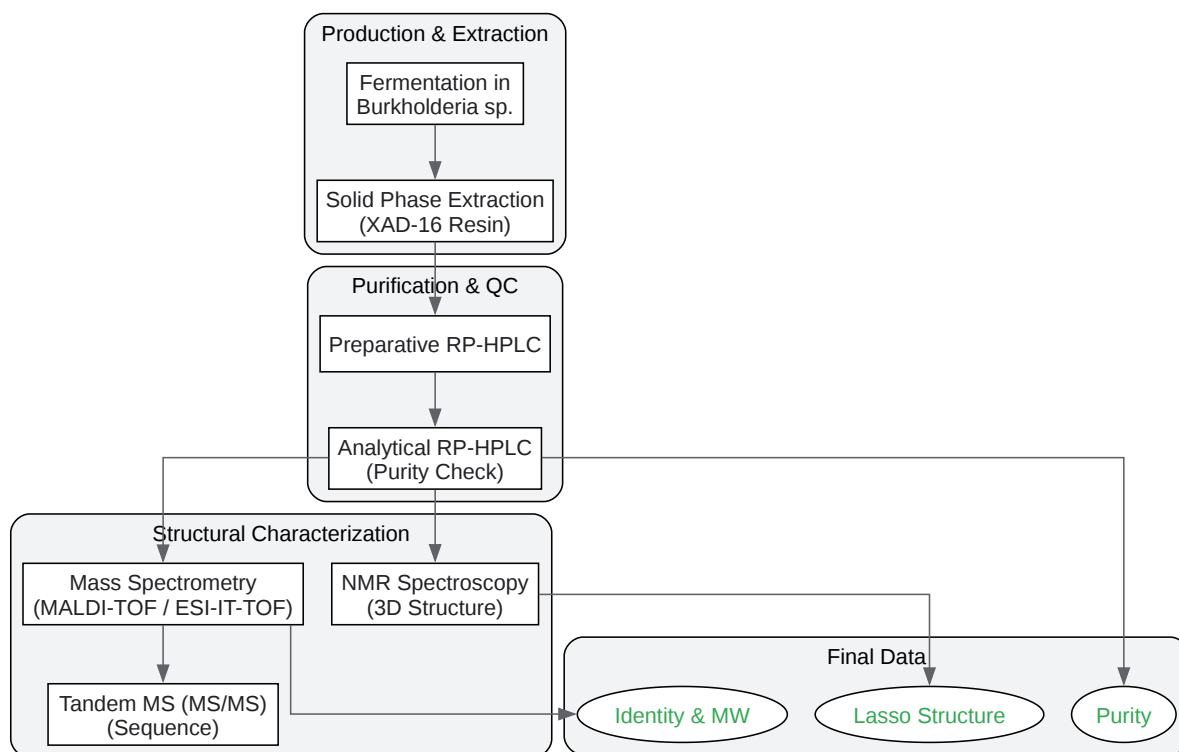 Production & Extraction
Fermentation in
Burkholderia sp.
Solid Phase Extraction
(XAD-16 Resin)
Purification & QC
Preparative RP-HPLC
Analytical RP-HPLC
(Purity Check)
Structural Characterization
Mass Spectrometry
(MALDI-TOF / ESI-IT-TOF)
NMR Spectroscopy
(3D Structure)
Tandem MS (MS/MS)
(Sequence)
Final Data
Identity & MW
Lasso Structure
Purity